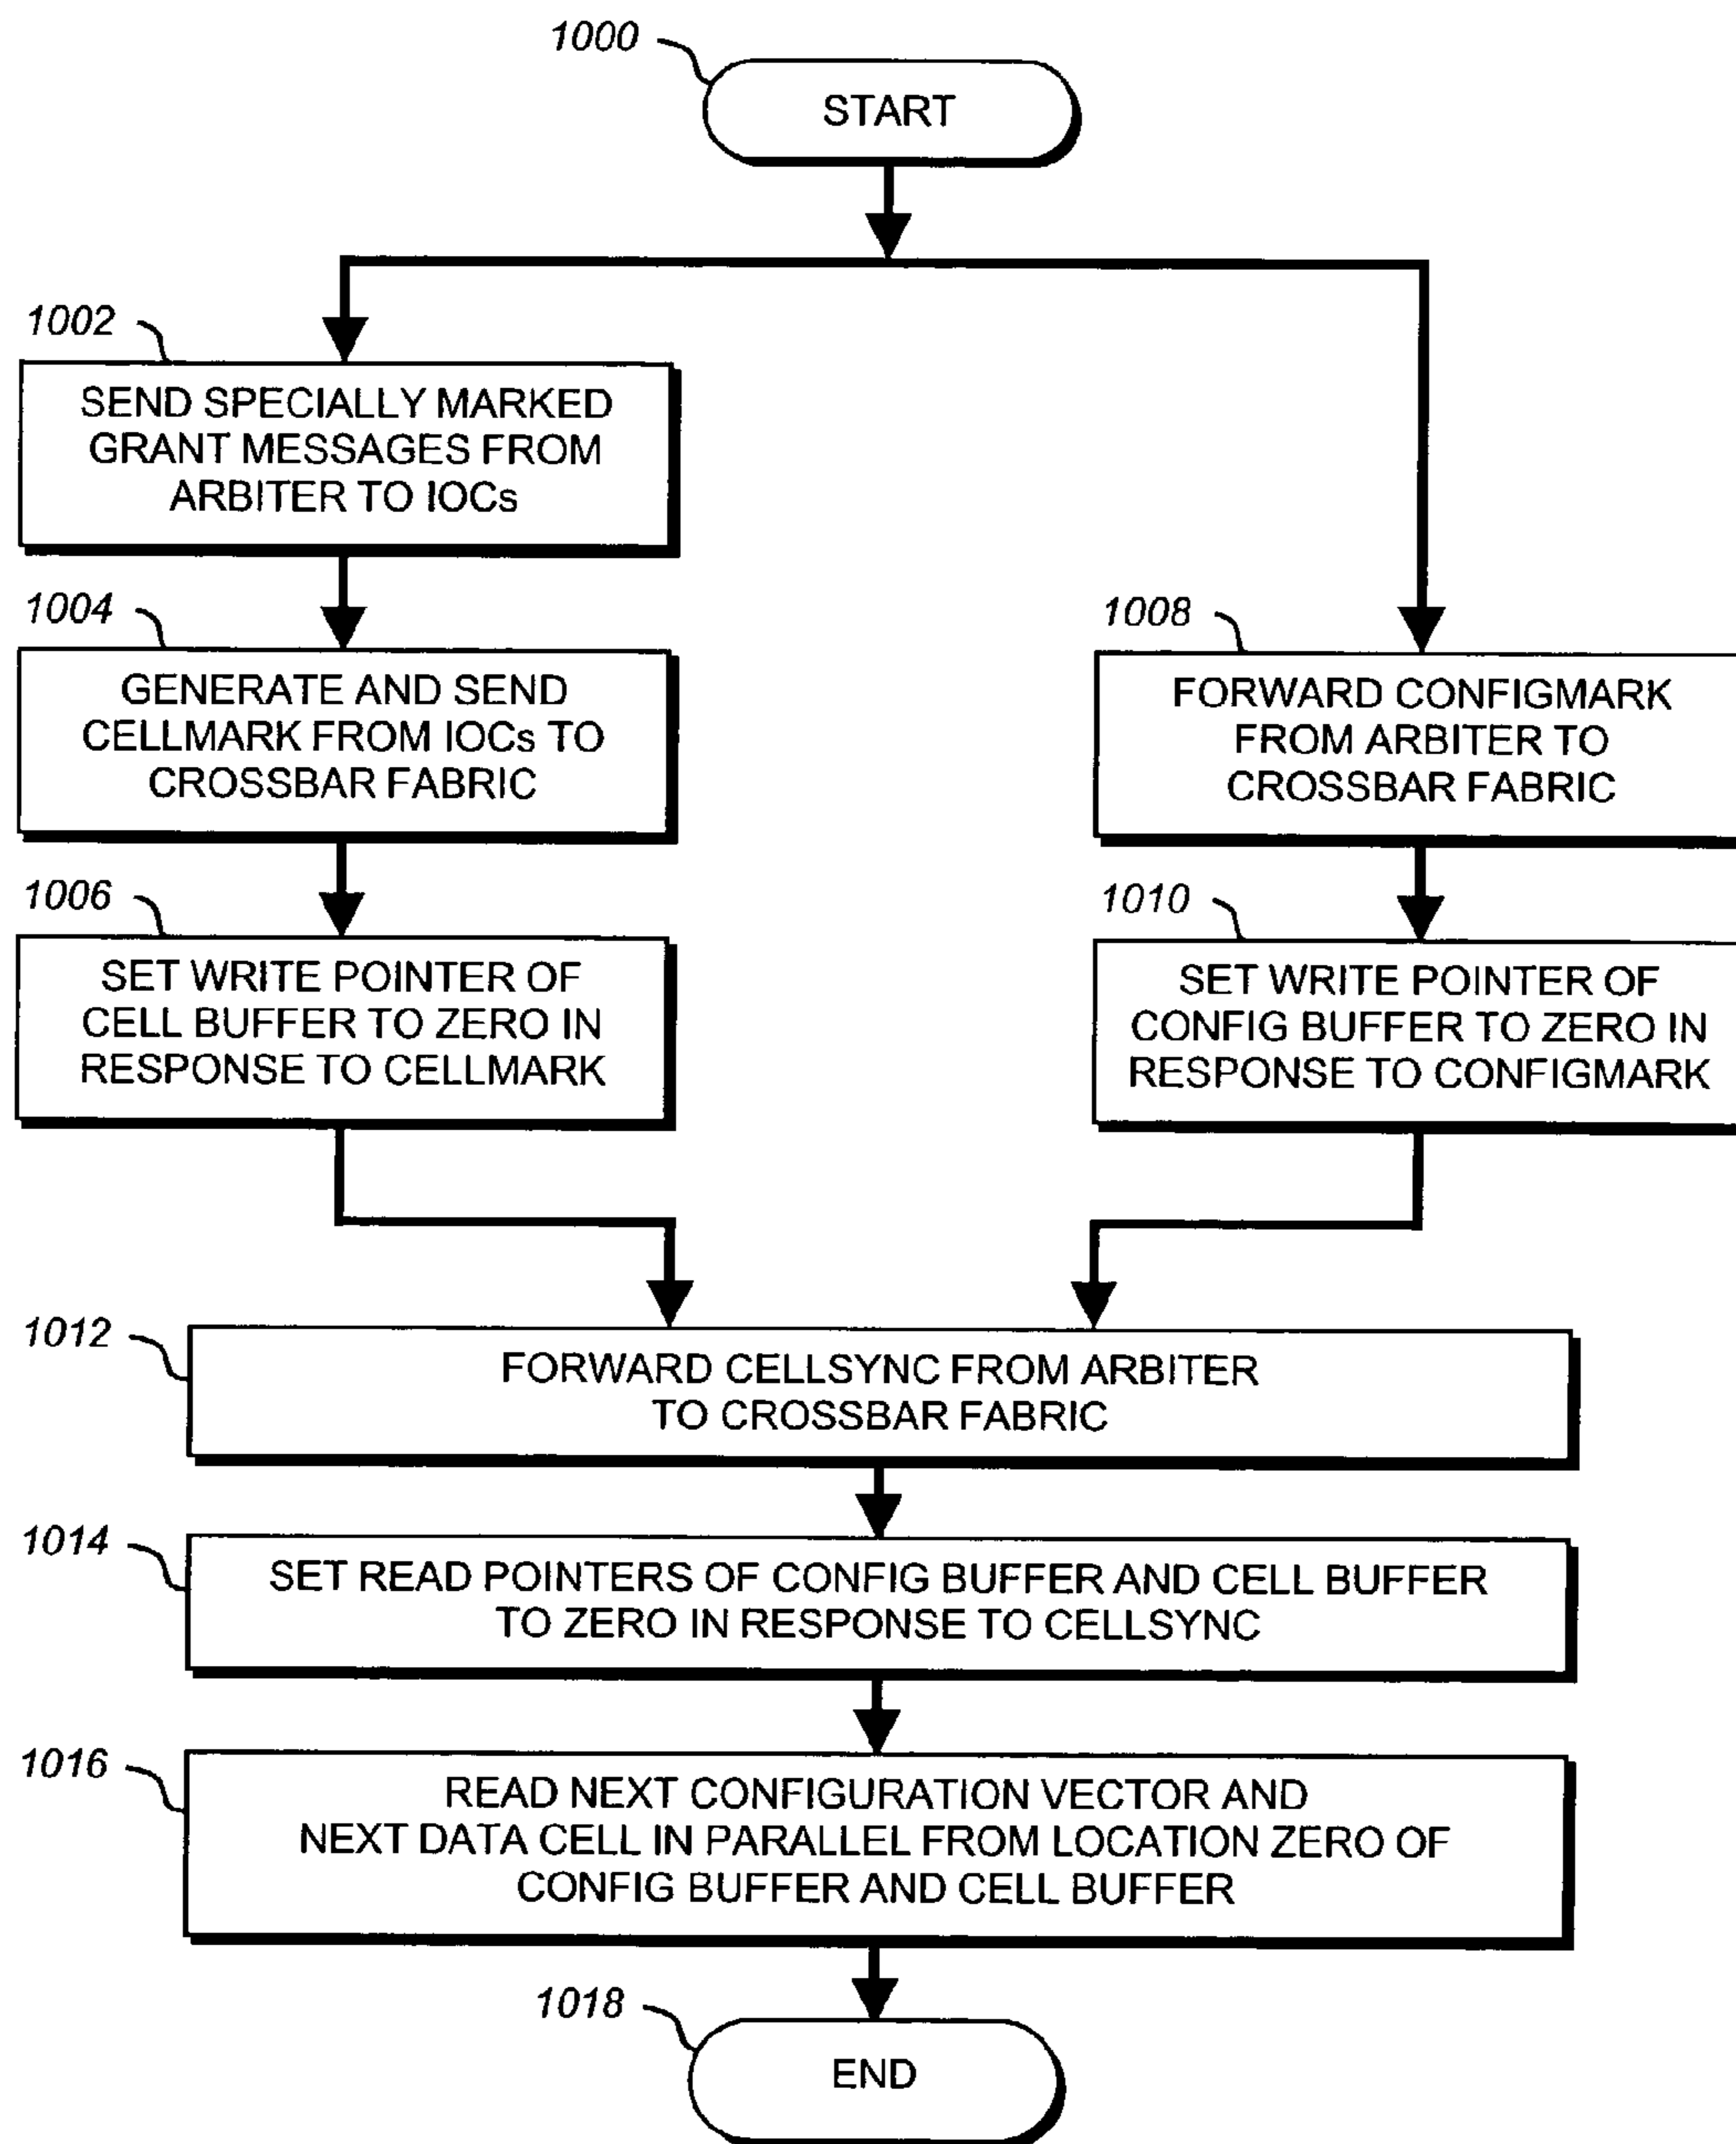 1000
START
1002
SEND SPECIALLY MARKED
GRANT MESSAGES FROM
ARBITER TO IOCs
1004
GENERATE AND SEND
CELLMARK FROM IOCs TO
CROSSBAR FABRIC
1006
SET WRITE POINTER OF
CELL BUFFER TO ZERO IN
RESPONSE TO CELLMARK
1008
FORWARD CONFIGMARK
FROM ARBITER TO
CROSSBAR FABRIC
1010
SET WRITE POINTER OF
CONFIG BUFFER TO ZERO IN
RESPONSE TO CONFIGMARK
1012
FORWARD CELLSYNC FROM ARBITER
TO CROSSBAR FABRIC
1014
SET READ POINTERS OF CONFIG BUFFER AND CELL BUFFER
TO ZERO IN RESPONSE TO CELLSYNC
1016
READ NEXT CONFIGURATION VECTOR AND
NEXT DATA CELL IN PARALLEL FROM LOCATION ZERO OF
CONFIG BUFFER AND CELL BUFFER
1018
END